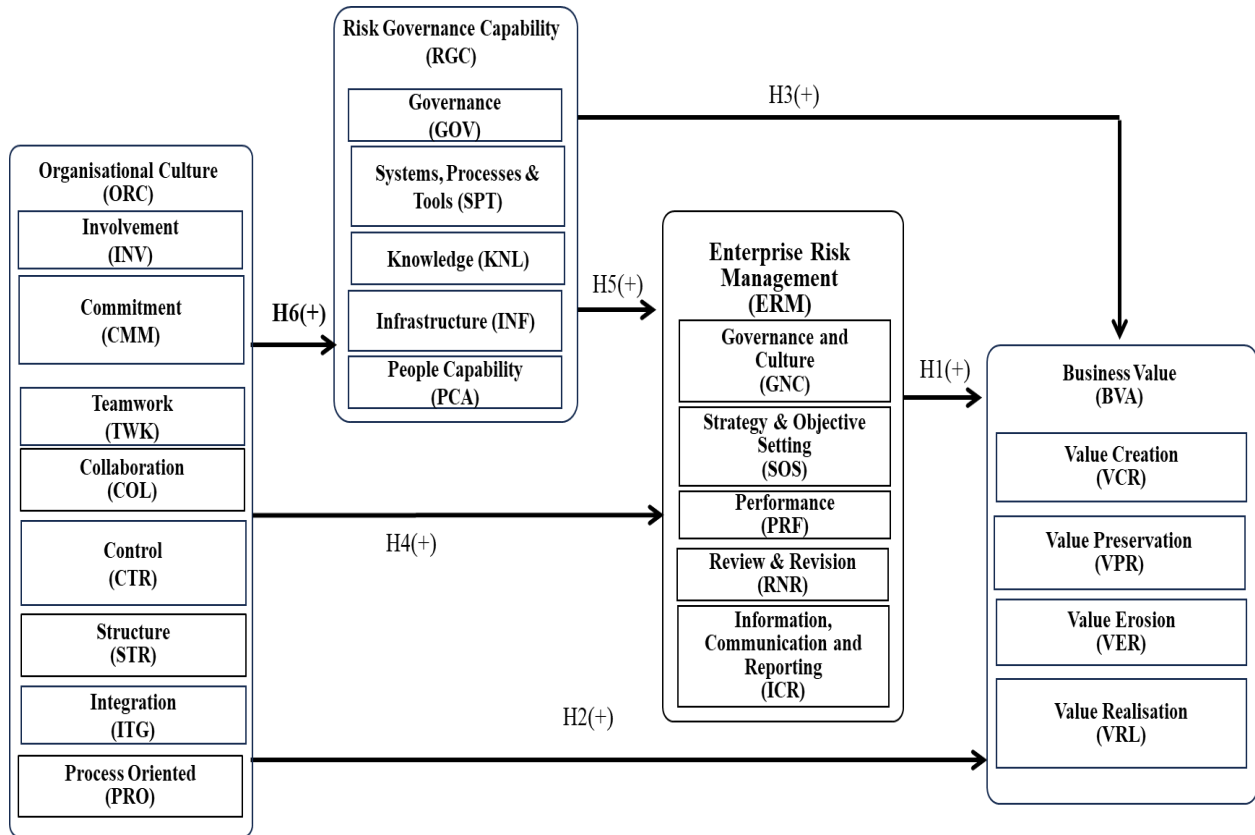 Risk Governance Capability
(RGC)
Governance
(GOV)
Systems, Processes &
Tools (SPT)
Knowledge (KNL)
Infrastructure (INF)
People Capability
(PCA)
H3(+)
Organisational Culture
(ORC)
Involvement
(INV)
Commitment
(CMM)
Teamwork
(TWK)
Collaboration
(COL)
Control
(CTR)
Structure
(STR)
Integration
(ITG)
Process Oriented
(PRO)
H6(+)
H5(+)
H4(+)
H2(+)
Enterprise Risk
Management
(ERM)
Governance and
Culture
(GNC)
Strategy & Objective
Setting
(SOS)
Performance
(PRF)
Review & Revision
(RNR)
Information,
Communication and
Reporting
(ICR)
H1(+)
Business Value
(BVA)
Value Creation
(VCR)
Value Preservation
(VPR)
Value Erosion
(VER)
Value Realisation
(VRL)